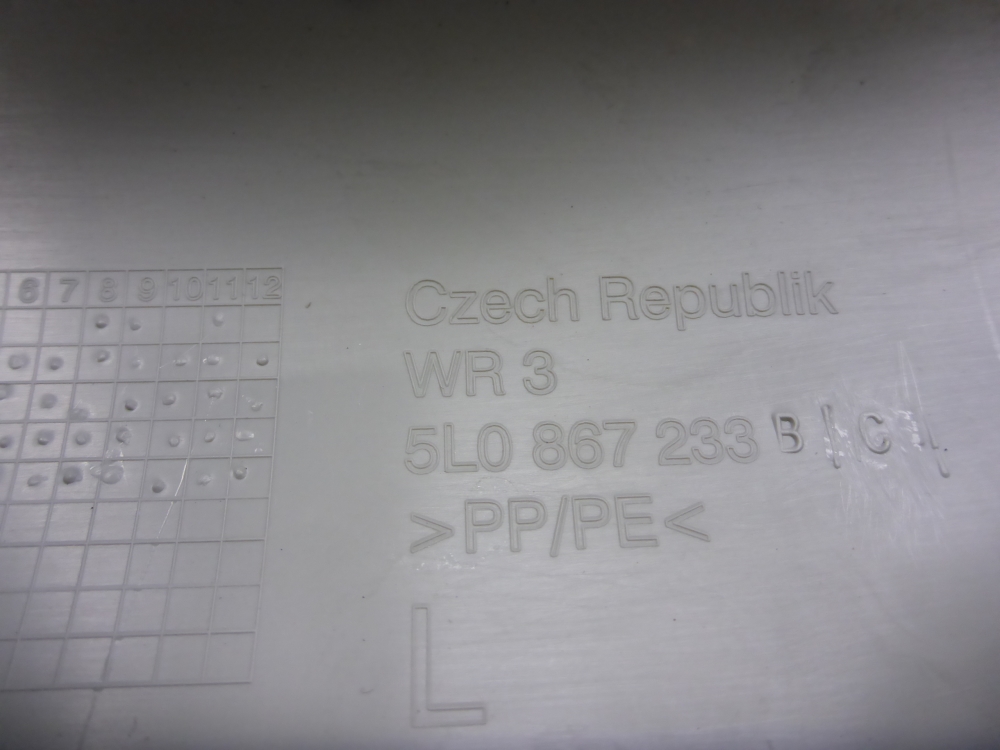 6 7 8 9 10 11 12
Czech Republik
WR 3
5L0 867 233 B | C
>PP/PE<
L